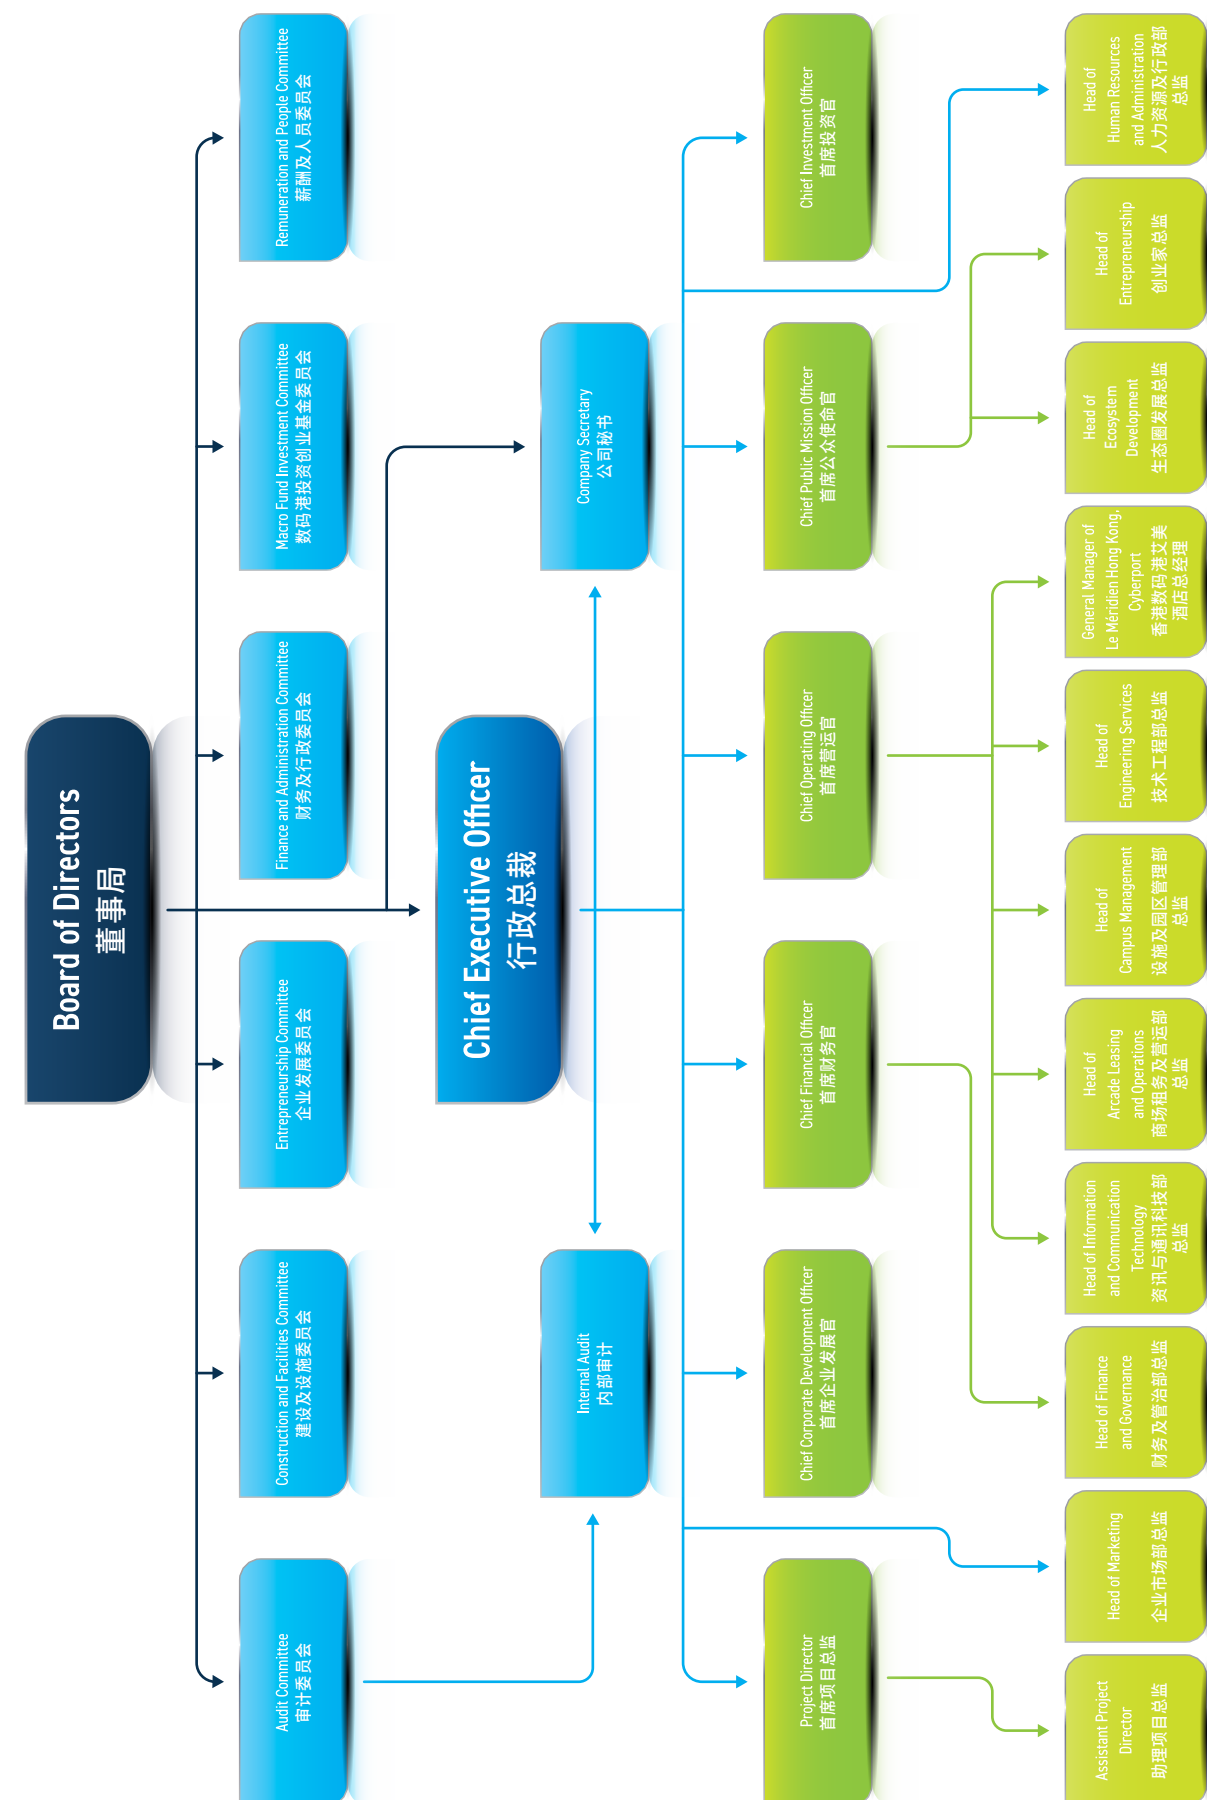 Board of Directors
董事局
Audit Committee
审计委员会
Construction and Facilities Committee
建设及设施委员会
Entrepreneurship Committee
企业发展委员会
Finance and Administration Committee
财务及行政委员会
Macro Fund Investment Committee
数码港投资创业基金委员会
Remuneration and People Committee
薪酬及人员委员会
Chief Executive Officer
行政总裁
Internal Audit
内部审计
Company Secretary
公司秘书
Project Director
首席项目总监
Chief Corporate Development Officer
首席企业发展官
Chief Financial Officer
首席财务官
Chief Operating Officer
首席营运官
Chief Public Mission Officer
首席公众使命官
Chief Investment Officer
首席投资官
Assistant Project
Director
助理项目总监
Head of Marketing
企业市场部总监
Head of Finance
and Governance
财务及管治部总监
Head of Information
and Communication
Technology
资讯与通讯科技部
总监
Head of
Arcade Leasing
and Operations
商场租务及营运部
总监
Head of
Campus Management
设施及园区管理部
总监
Head of
Engineering Services
技术工程部总监
General Manager of
Le Méridien Hong Kong,
Cyberport
香港数码港艾美
酒店总经理
Head of
Ecosystem
Development
生态圈发展总监
Head of
Entrepreneurship
创业家总监
Head of
Human Resources
and Administration
人力资源及行政部
总监